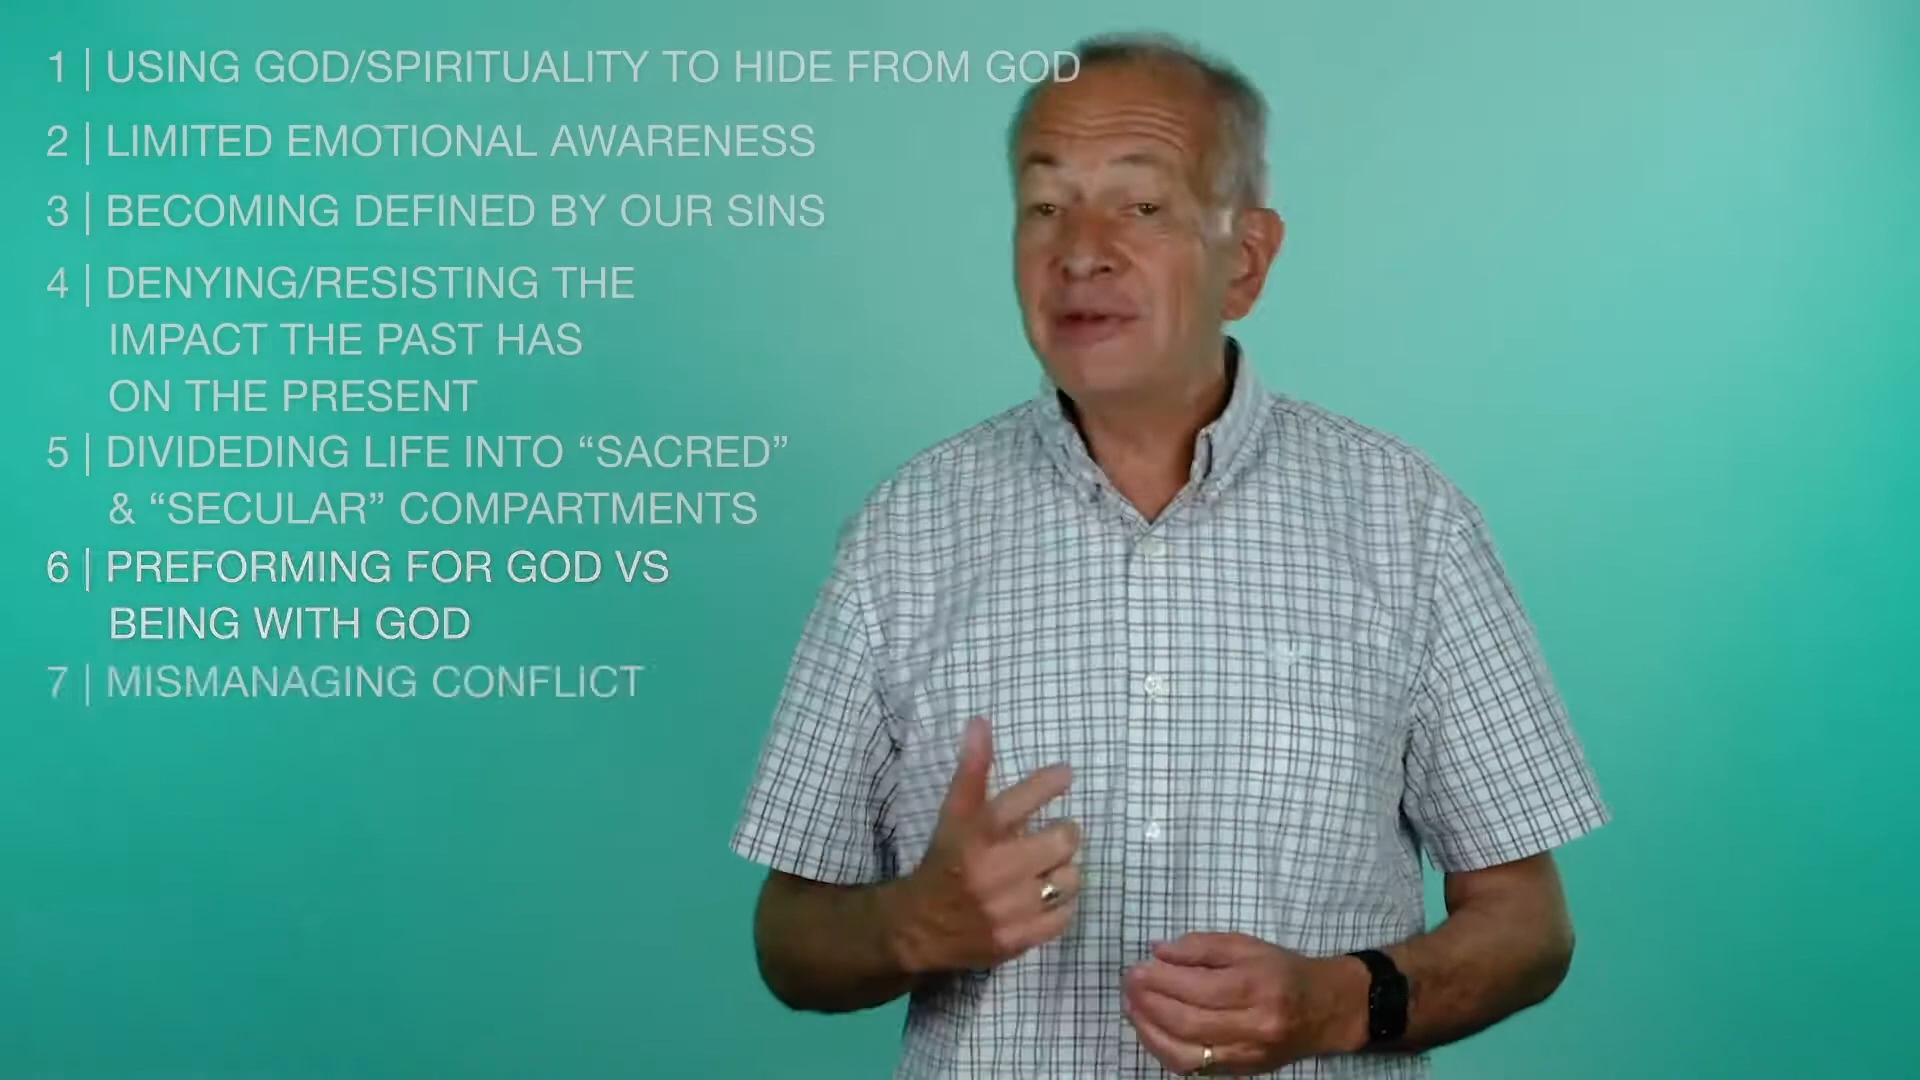 1 | USING GOD/SPIRITUALITY TO HIDE FROM GOD
2 | LIMITED EMOTIONAL AWARENESS
3 | BECOMING DEFINED BY OUR SINS
4 | DENYING/RESISTING THE
IMPACT THE PAST HAS
ON THE PRESENT
5 | DIVIDEDING LIFE INTO “SACRED”
& “SECULAR” COMPARTMENTS
6 | PREFORMING FOR GOD VS
BEING WITH GOD
7 | MISMANAGING CONFLICT